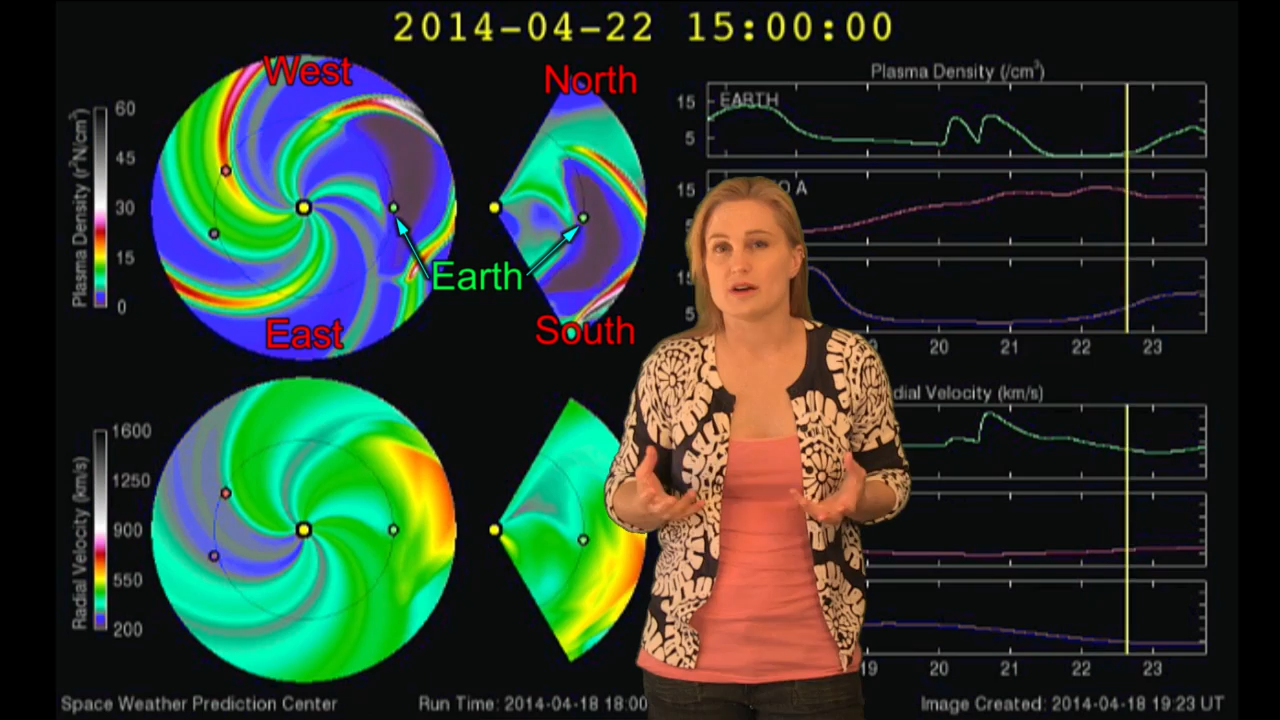 2014-04-22 15:00:00
West
North
Plasma Density (/cm³)
Plasma Density (r²N/cm³)
60
45
30
15
0
East
South
Earth
15
EARTH
5
15
O A
15
5
19 20 21 22 23
Radial Velocity (km/s)
1600
1250
900
550
200
dial Velocity (km/s)
19 20 21 22 23
Space Weather Prediction Center
Run Time: 2014-04-18 18:00
Image Created: 2014-04-18 19:23 UT